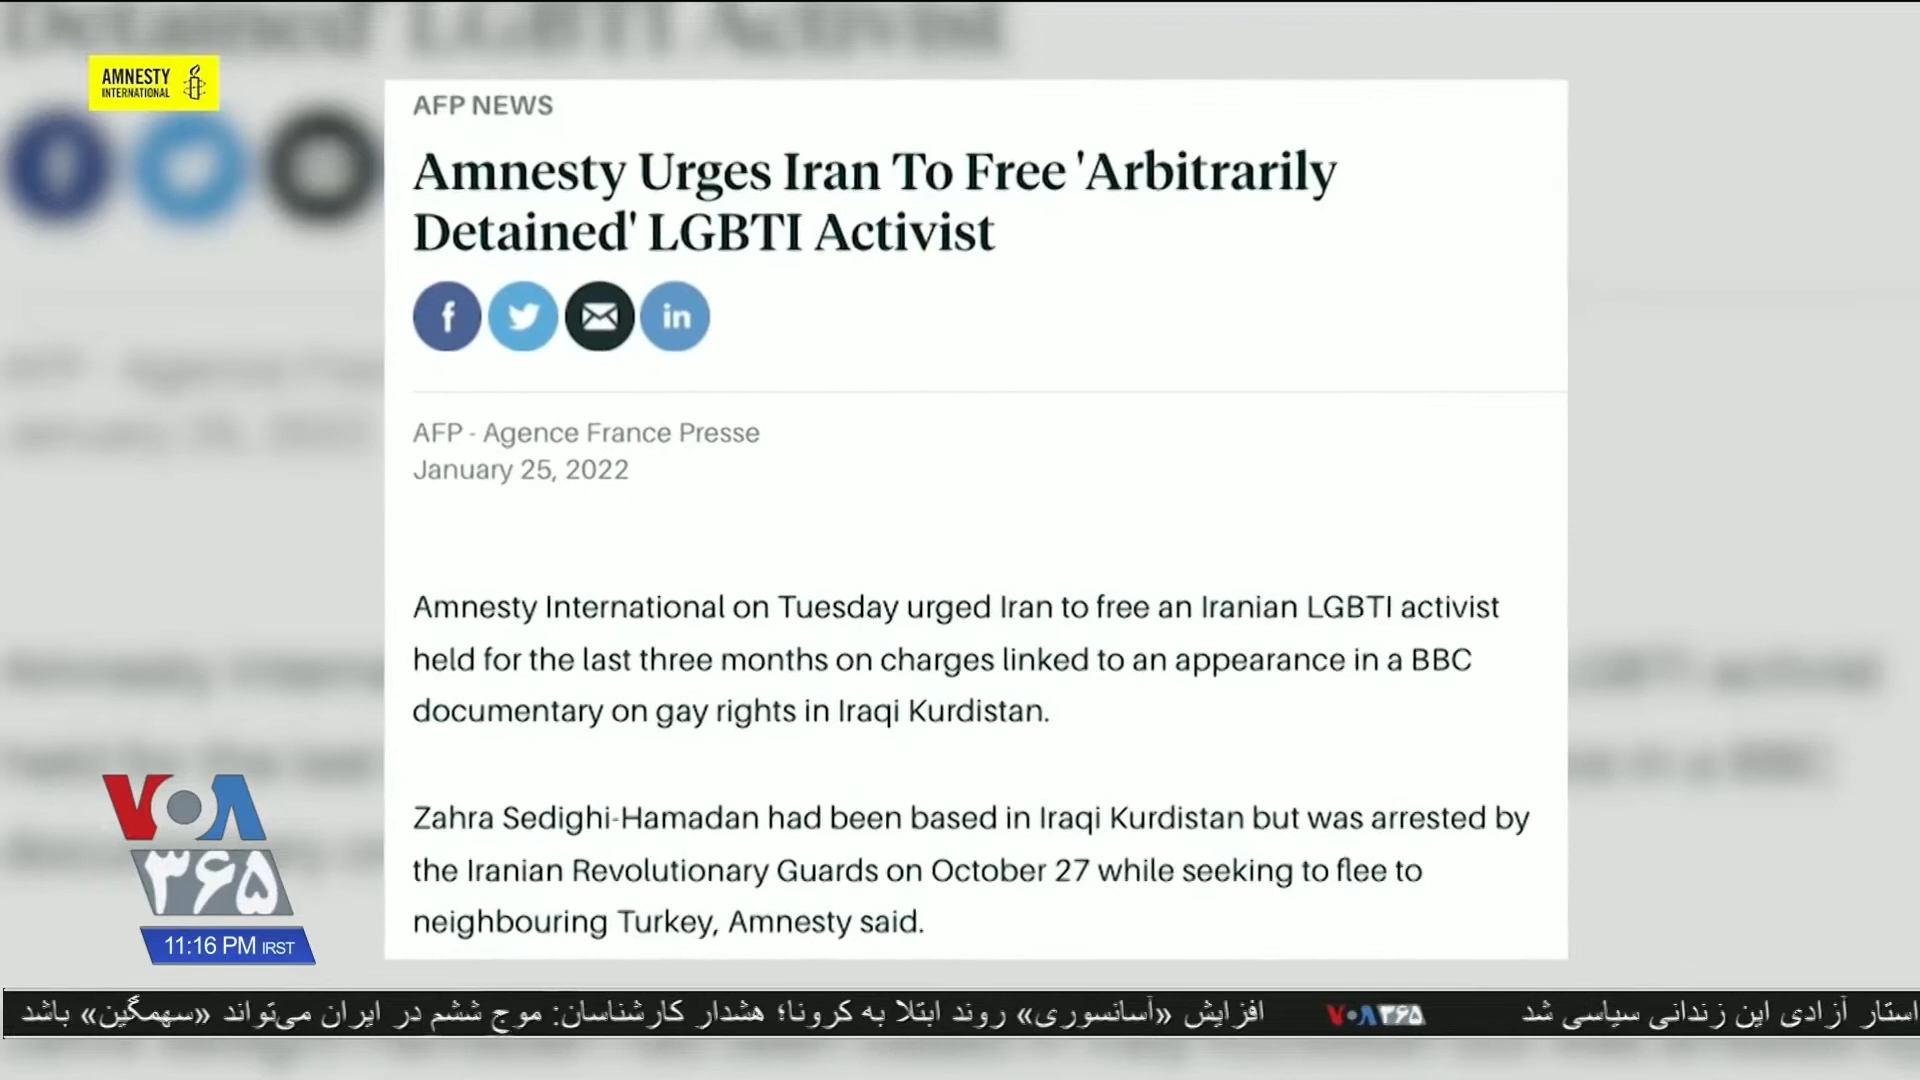 AMNESTY
INTERNATIONAL
AFP NEWS
Amnesty Urges Iran To Free 'Arbitrarily
Detained' LGBTI Activist
f
in
AFP - Agence France Presse
January 25, 2022
Amnesty International on Tuesday urged Iran to free an Iranian LGBTI activist
held for the last three months on charges linked to an appearance in a BBC
documentary on gay rights in Iraqi Kurdistan.
Zahra Sedighi-Hamadan had been based in Iraqi Kurdistan but was arrested by
the Iranian Revolutionary Guards on October 27 while seeking to flee to
neighbouring Turkey, Amnesty said.
VOA
۳۶۵
11:16 PM IRST
استار آزادی این زندانی سیاسی شد VOA۳۶۵ افزایش «آسانسوری» روند ابتلا به کرونا؛ هشدار کارشناسان: موج ششم در ایران می‌تواند «سهمگین» باشد